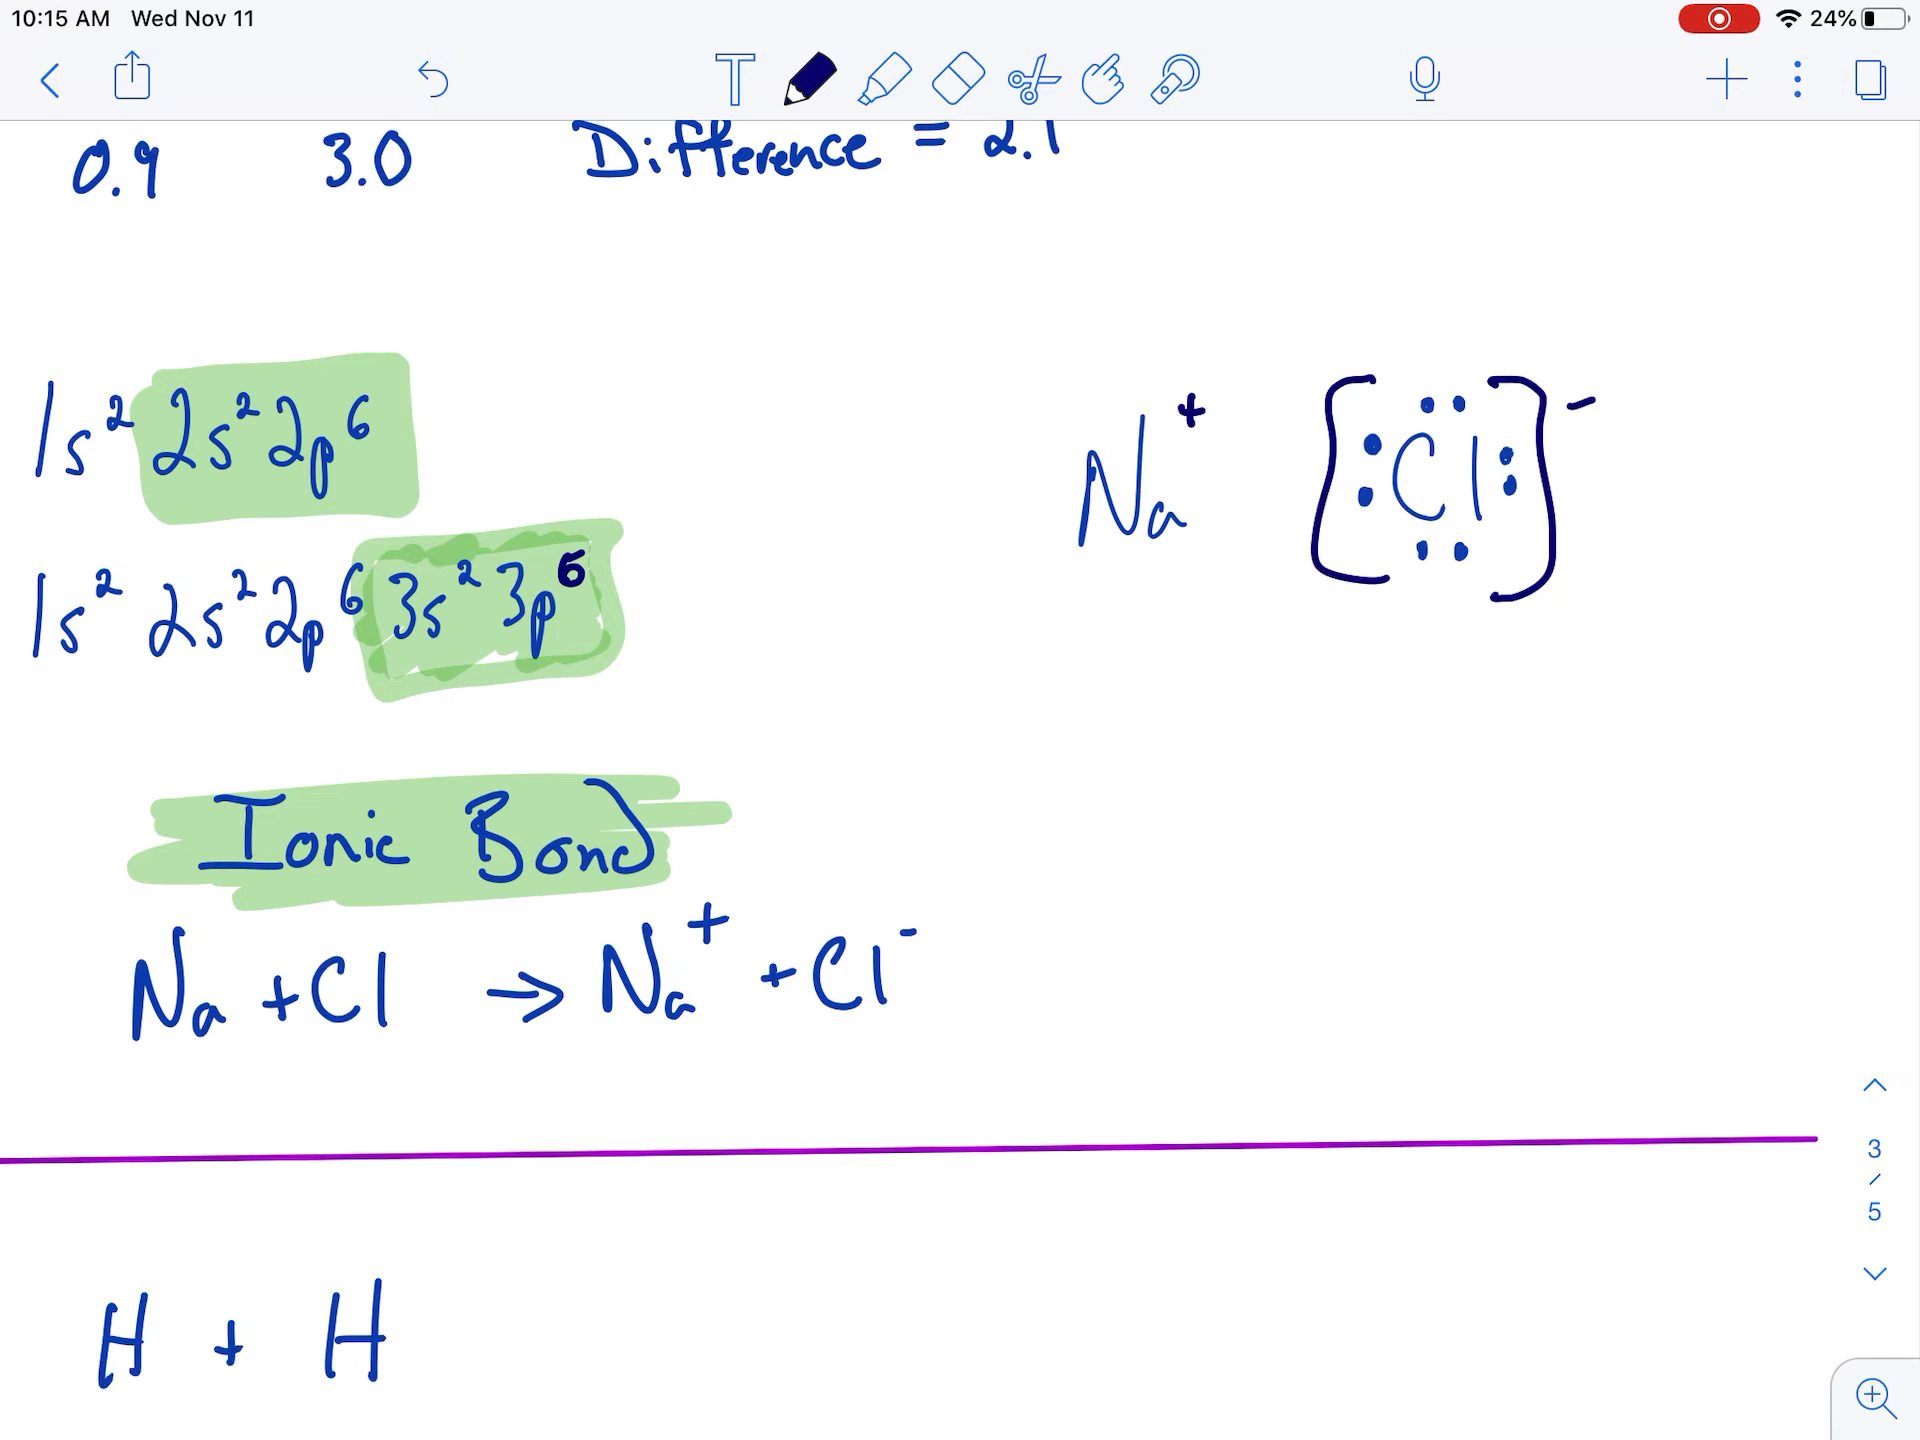 10:15 AM Wed Nov 11 24%
T
0.9 3.0 Difference = 2.1
1s² 2s² 2p⁶
Na⁺ [Cl]⁻
1s² 2s² 2p⁶ 3s² 3p⁶
Ionic Bond
Na + Cl → Na⁺ + Cl⁻
3
/
5
H + H